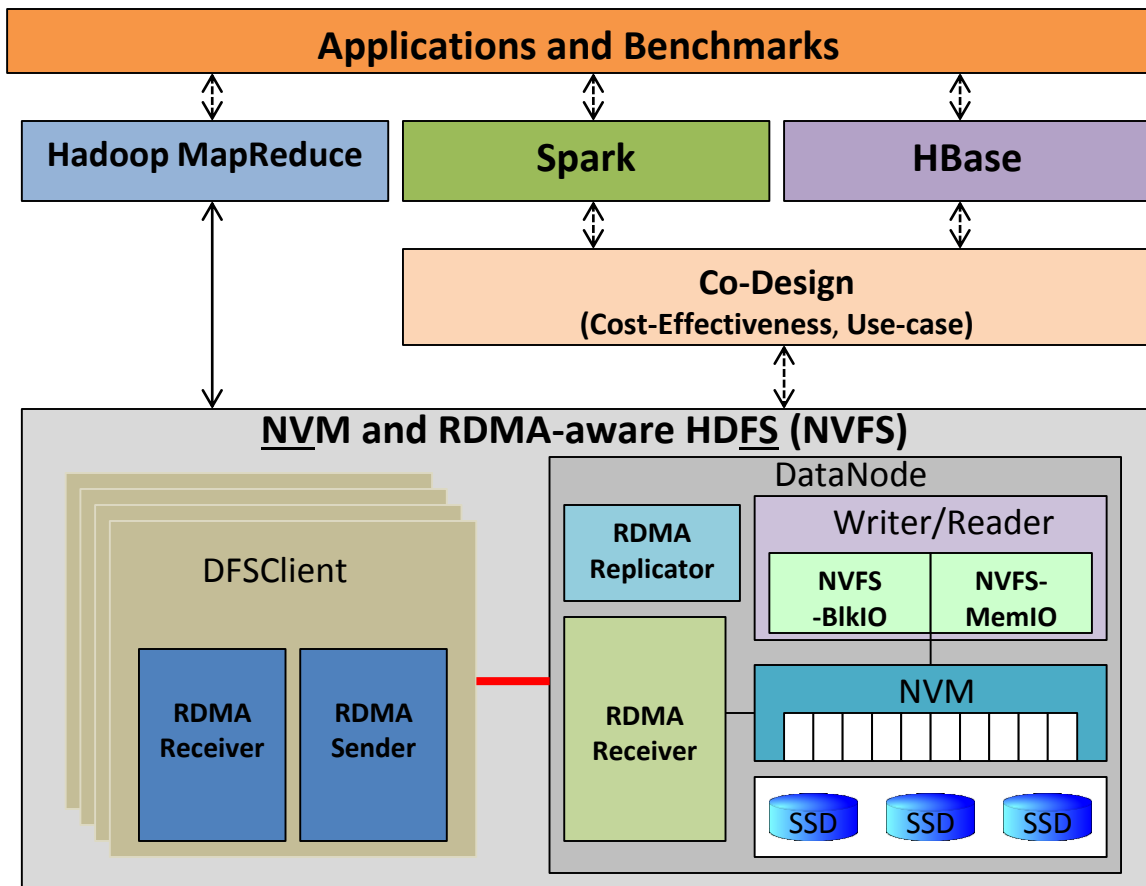 Applications and Benchmarks
Hadoop MapReduce
Spark
HBase
Co-Design
(Cost-Effectiveness, Use-case)
NVM and RDMA-aware HDFS (NVFS)
DFSClient
RDMA
Receiver
RDMA
Sender
DataNode
RDMA
Replicator
RDMA
Receiver
Writer/Reader
NVFS
-BlkIO
NVFS-
MemIO
NVM
SSD
SSD
SSD